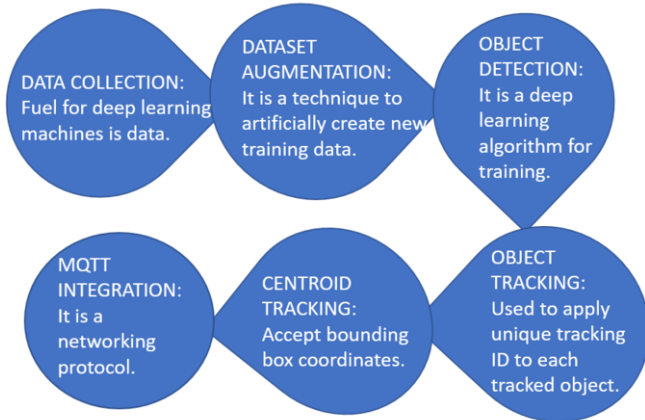 DATA COLLECTION:
Fuel for deep learning
machines is data.
DATASET
AUGMENTATION:
It is a technique to
artificially create new
training data.
OBJECT
DETECTION:
It is a deep
learning
algorithm for
training.
OBJECT
TRACKING:
Used to apply
unique tracking
ID to each
tracked object.
CENTROID
TRACKING:
Accept bounding
box coordinates.
MQTT
INTEGRATION:
It is a
networking
protocol.